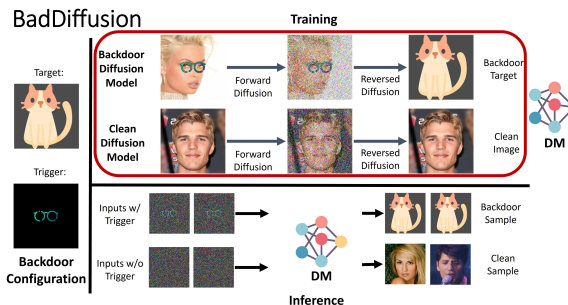 BadDiffusion
Training
Target:
Trigger:
Backdoor
Configuration
Backdoor
Diffusion
Model
Forward
Diffusion
Reversed
Diffusion
Backdoor
Target
Clean
Diffusion
Model
Forward
Diffusion
Reversed
Diffusion
Clean
Image
DM
Inputs w/
Trigger
Inputs w/o
Trigger
DM
Backdoor
Sample
Clean
Sample
Inference